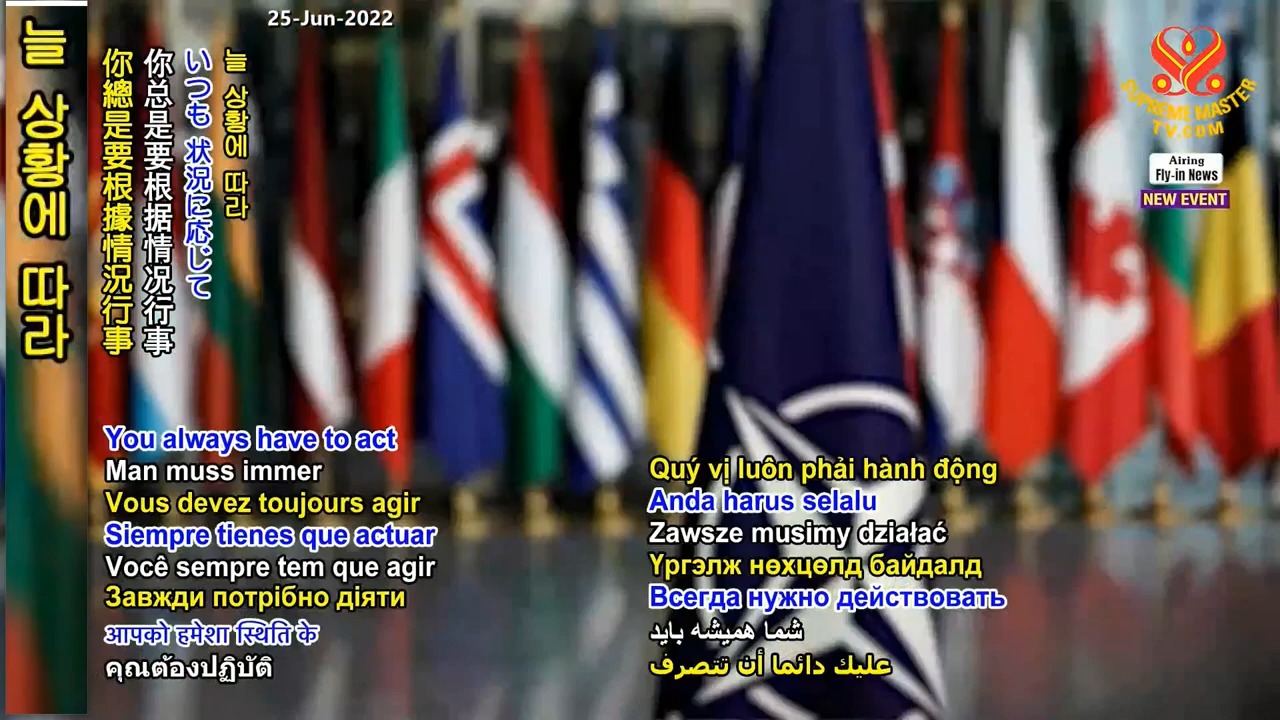 25-Jun-2022
늘 상황에 따라
你總是要根據情況行事
你总是要根据情况行事
いつも 状況に応じて
늘 상황에 따라
SUPREME MASTER
TV.COM
Airing
Fly-in News
NEW EVENT
You always have to act
Man muss immer
Vous devez toujours agir
Siempre tienes que actuar
Você sempre tem que agir
Завжди потрібно діяти
आपको हमेशा स्थिति के
คุณต้องปฏิบัติ
Quý vị luôn phải hành động
Anda harus selalu
Zawsze musimy działać
Үргэлж нөхцөлд байдалд
Всегда нужно действовать
شما همیشه باید
عليك دائما أن تتصرف